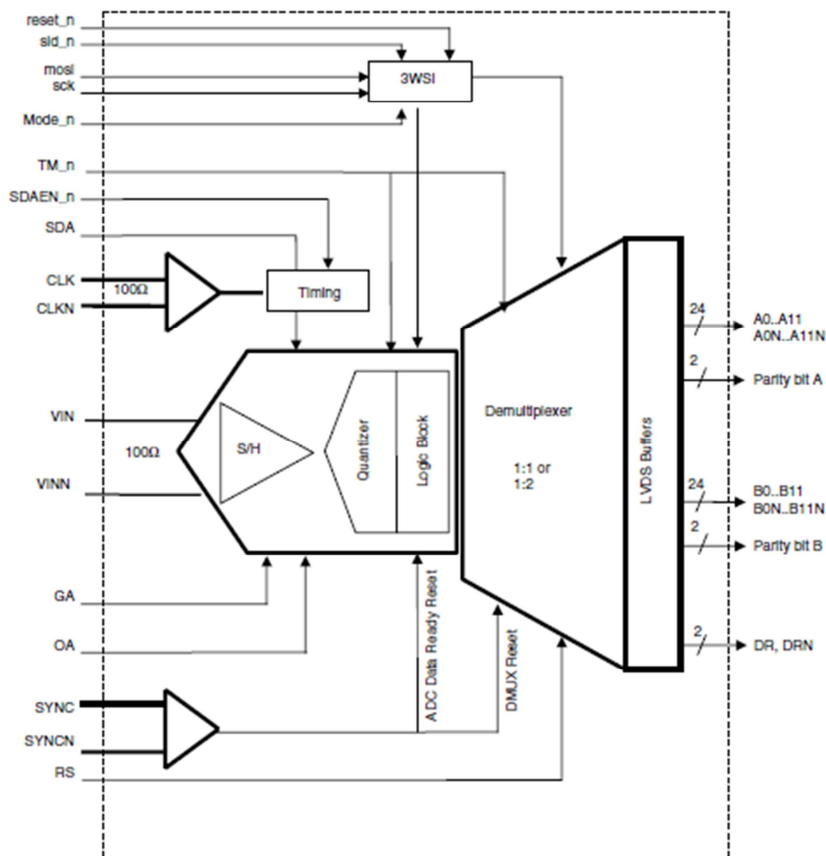 reset_n
sld_n
mosi
sck
3WSI
Mode_n
TM_n
SDAEN_n
SDA
CLK
100Ω
CLKN
Timing
24
A0..A11
A0N..A11N
2
Parity bit A
VIN
100Ω
VINN
S/H
Quantizer
Logic Block
Demultiplexer
1:1 or
1:2
LVDS Buffers
24
B0..B11
B0N..B11N
2
Parity bit B
GA
OA
ADC Data Ready Reset
DMUX Reset
2
DR, DRN
SYNC
SYNCN
RS